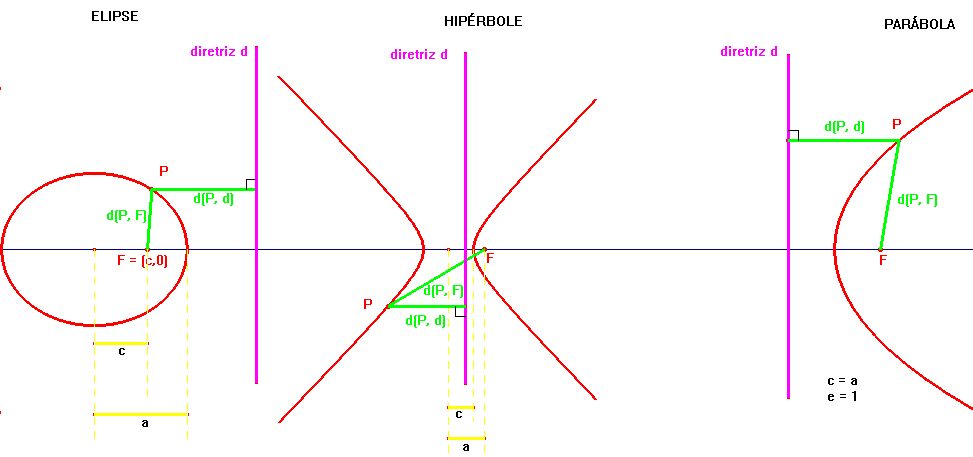 ELIPSE
diretriz d
P
d(P, d)
d(P, F)
F = (c,0)
c
a
HIPÉRBOLE
diretriz d
F
d(P, F)
P
d(P, d)
c
a
PARÁBOLA
diretriz d
P
d(P, d)
d(P, F)
F
c = a
e = 1